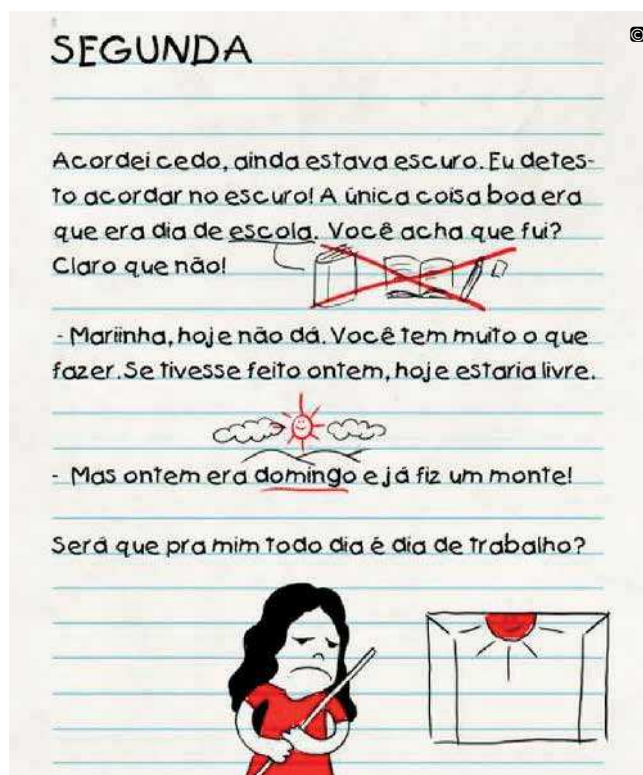 SEGUNDA
©
Acordei cedo, ainda estava escuro. Eu detes-
to acordar no escuro! A única coisa boa era
que era dia de escola. Você acha que fui?
Claro que não!
- Mariinha, hoje não dá. Você tem muito o que
fazer. Se tivesse feito ontem, hoje estaria livre.
- Mas ontem era domingo e já fiz um monte!
Será que pra mim todo dia é dia de trabalho?